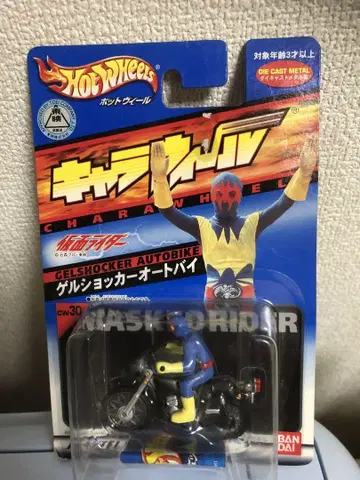 HOT WHEELS
ホットウィール
対象年齢3才以上
DIE CAST METAL
東映
キャラウィール
CHARAWHEEL
仮面ライダー
GELSHOCKER AUTOBIKE
ゲルショッカーオートバイ
CW30
MASKED RIDER
BANDAI